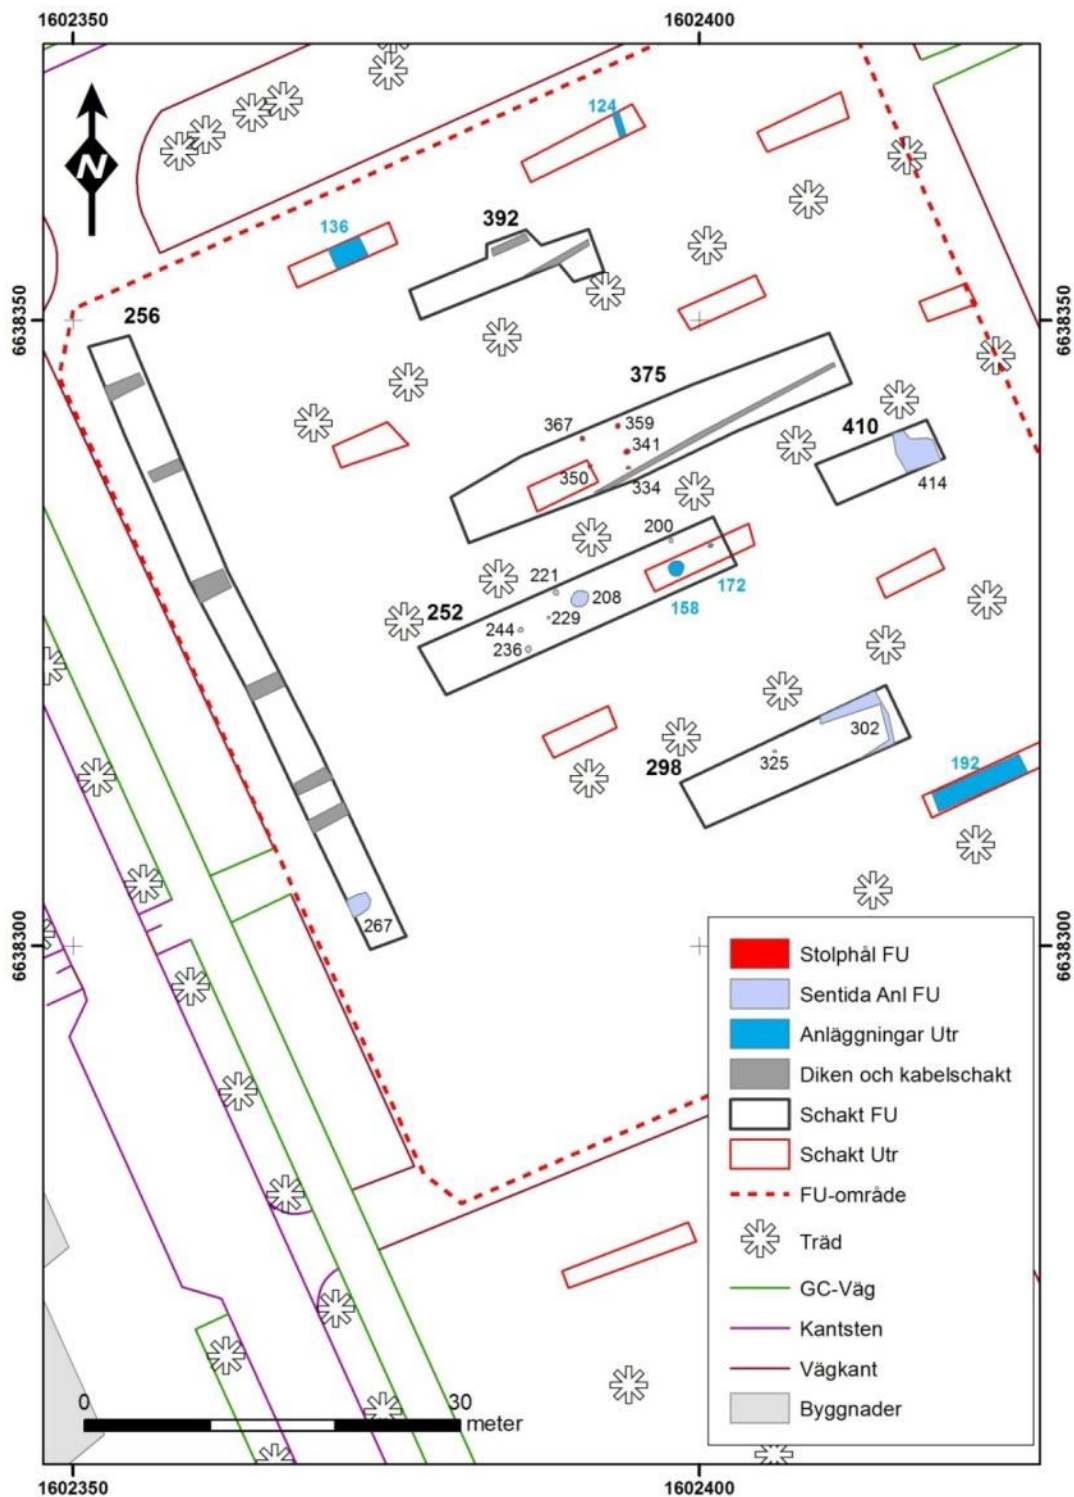 1602350 1602400
124
N
136
392
6638350 6638350
256
375
367 359
341
410
350 334
414
200
221
172
208
252
158
229
244
236
302
298
325
192
267
6638300 6638300
Stolphål FU
Sentida Anl FU
Anläggningar Utr
Diken och kabelschakt
Schakt FU
Schakt Utr
FU-område
Träd
GC-Väg
Kantsten
Vägkant
Byggnader
0 30
meter
1602350 1602400